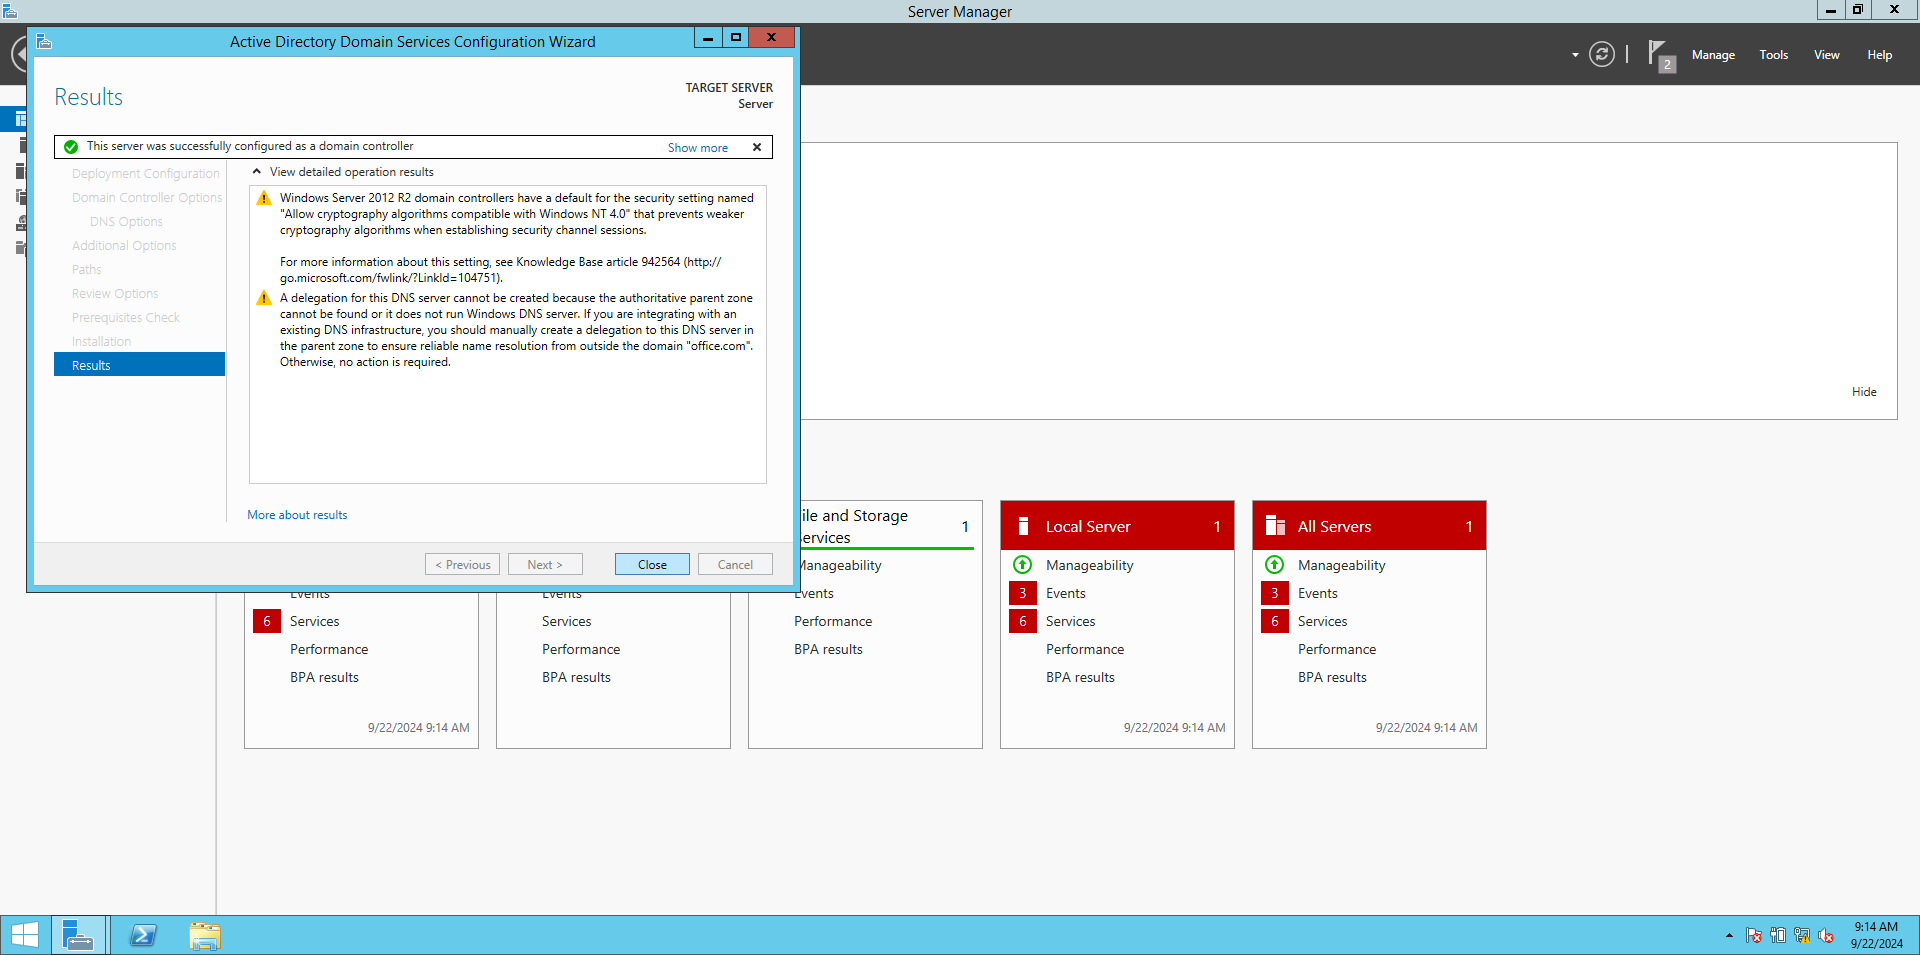 Server Manager
Active Directory Domain Services Configuration Wizard
2
Manage
Tools
View
Help
Results
TARGET SERVER
Server
This server was successfully configured as a domain controller
Show more
Deployment Configuration
Domain Controller Options
DNS Options
Additional Options
Paths
Review Options
Prerequisites Check
Installation
Results
View detailed operation results
Windows Server 2012 R2 domain controllers have a default for the security setting named
"Allow cryptography algorithms compatible with Windows NT 4.0" that prevents weaker
cryptography algorithms when establishing security channel sessions.
For more information about this setting, see Knowledge Base article 942564 (http://
go.microsoft.com/fwlink/?LinkId=104751).
A delegation for this DNS server cannot be created because the authoritative parent zone
cannot be found or it does not run Windows DNS server. If you are integrating with an
existing DNS infrastructure, you should manually create a delegation to this DNS server in
the parent zone to ensure reliable name resolution from outside the domain "office.com".
Otherwise, no action is required.
More about results
< Previous
Next >
Close
Cancel
Hide
Events
6 Services
Performance
BPA results
9/22/2024 9:14 AM
Events
Services
Performance
BPA results
ile and Storage
ervices
1
Manageability
Events
Performance
BPA results
Local Server 1
Manageability
3 Events
6 Services
Performance
BPA results
9/22/2024 9:14 AM
All Servers 1
Manageability
3 Events
6 Services
Performance
BPA results
9/22/2024 9:14 AM
9:14 AM
9/22/2024